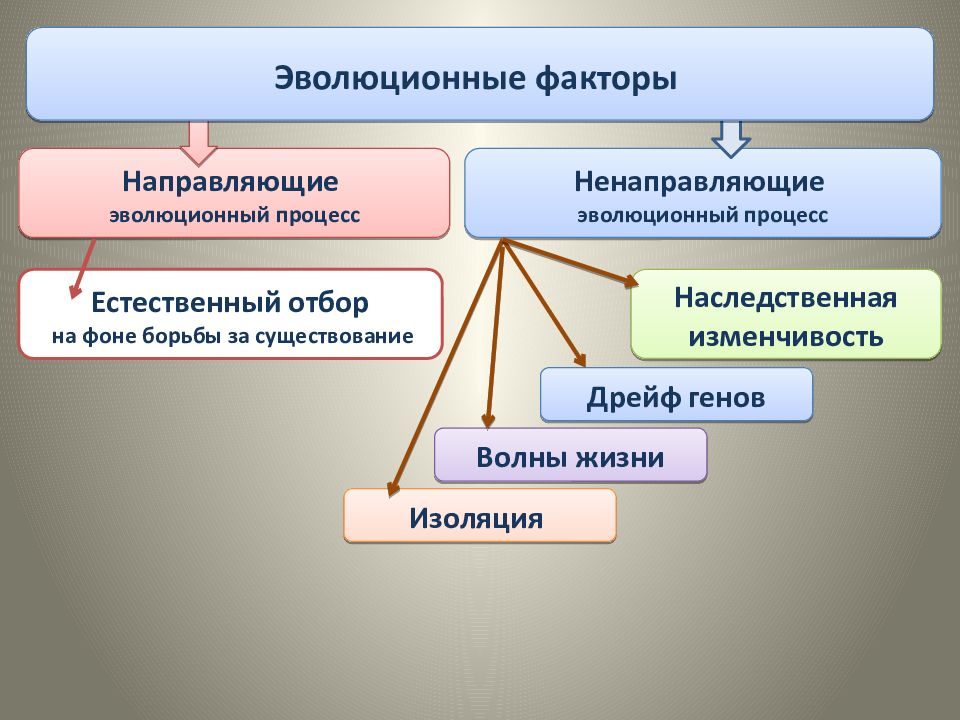 Эволюционные факторы
Направляющие
эволюционный процесс
Ненаправляющие
эволюционный процесс
Естественный отбор
на фоне борьбы за существование
Наследственная
изменчивость
Дрейф генов
Волны жизни
Изоляция